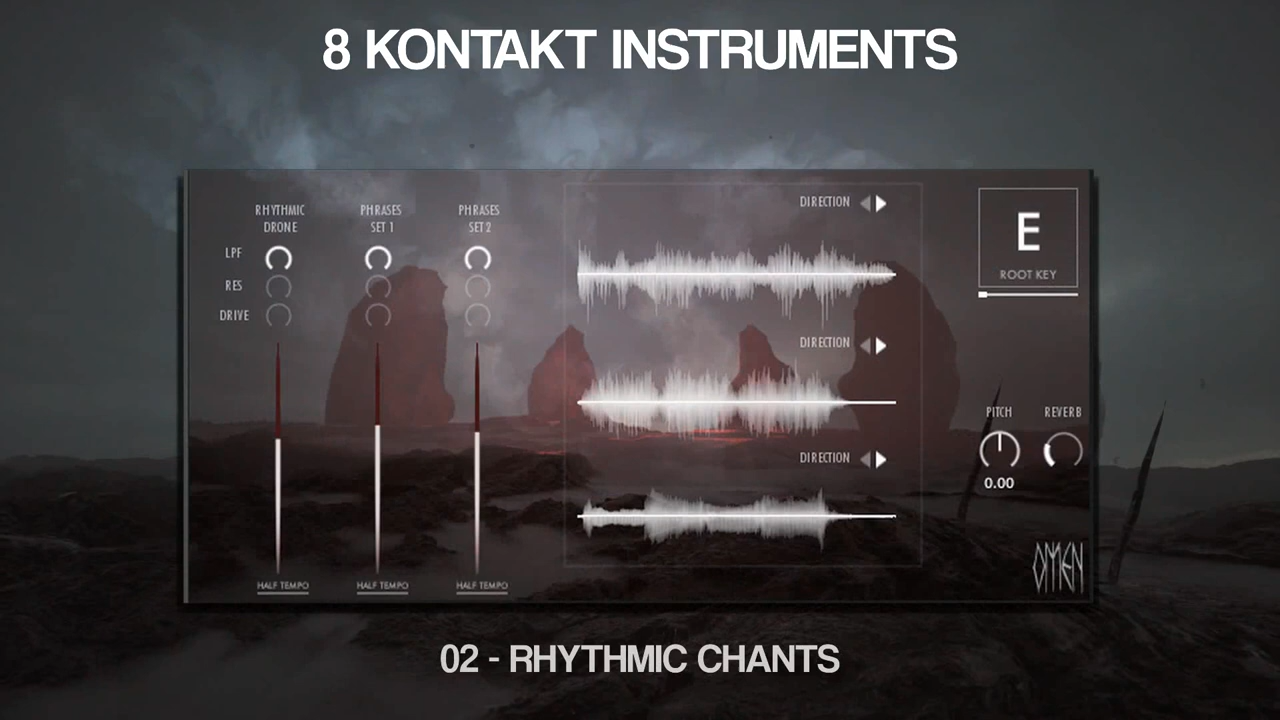 8 KONTAKT INSTRUMENTS
RHYTHMIC
DRONE
PHRASES
SET 1
PHRASES
SET 2
LPF
RES
DRIVE
HALF TEMPO
HALF TEMPO
HALF TEMPO
DIRECTION
DIRECTION
DIRECTION
E
ROOT KEY
PITCH
REVERB
0.00
OMEN
02 - RHYTHMIC CHANTS